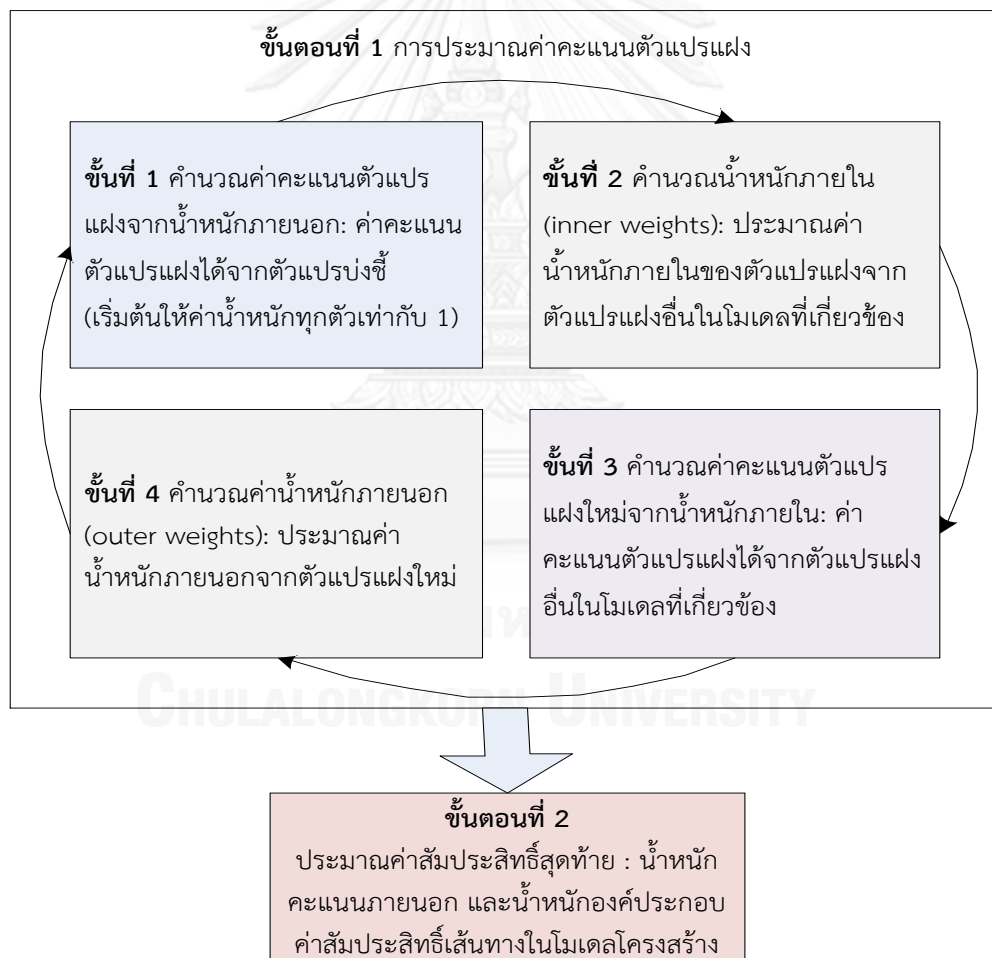 ขั้นตอนที่ 1 การประมาณค่าคะแนนตัวแปรแฝง
ขั้นที่ 1 คำนวณค่าคะแนนตัวแปร
แฝงจากน้ำหนักภายนอก: ค่าคะแนน
ตัวแปรแฝงได้จากตัวแปรบ่งชี้
(เริ่มต้นให้ค่าน้ำหนักทุกตัวเท่ากับ 1)
ขั้นที่ 2 คำนวณน้ำหนักภายใน
(inner weights): ประมาณค่า
น้ำหนักภายในของตัวแปรแฝงจาก
ตัวแปรแฝงอื่นในโมเดลที่เกี่ยวข้อง
ขั้นที่ 4 คำนวณค่าน้ำหนักภายนอก
(outer weights): ประมาณค่า
น้ำหนักภายนอกจากตัวแปรแฝงใหม่
ขั้นที่ 3 คำนวณค่าคะแนนตัวแปร
แฝงใหม่จากน้ำหนักภายใน: ค่า
คะแนนตัวแปรแฝงได้จากตัวแปรแฝง
อื่นในโมเดลที่เกี่ยวข้อง
CHULALONGKORN UNIVERSITY
ขั้นตอนที่ 2
ประมาณค่าสัมประสิทธิ์สุดท้าย : น้ำหนัก
คะแนนภายนอก และน้ำหนักองค์ประกอบ
ค่าสัมประสิทธิ์เส้นทางในโมเดลโครงสร้าง